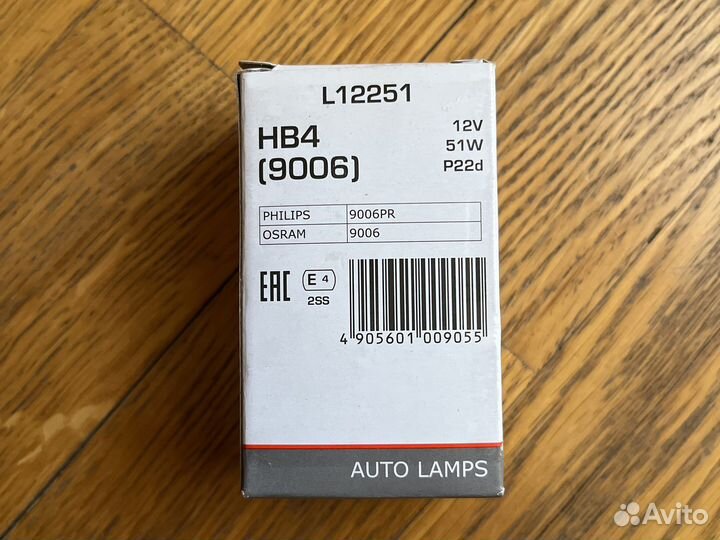 L12251
HB4
(9006)
12V
51W
P22d
PHILIPS 9006PR
OSRAM 9006
EAC E 4
2SS
4 905601 009055
AUTO LAMPS
Avito